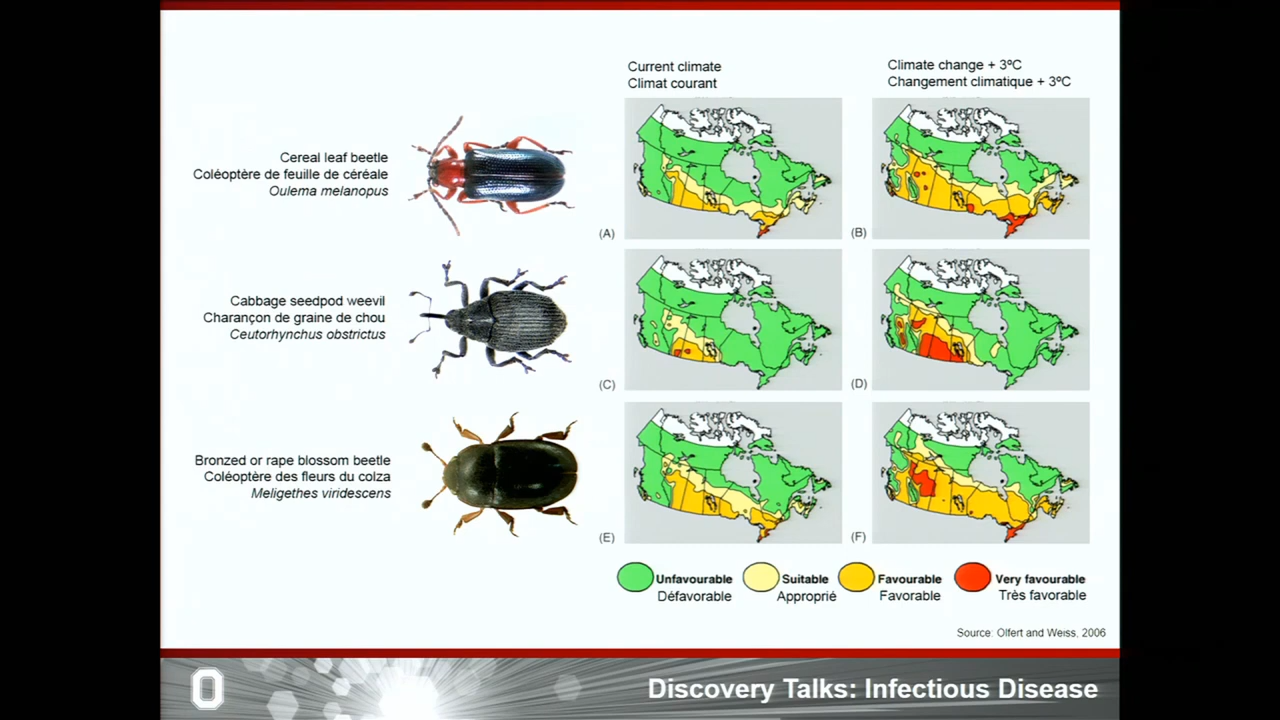 Current climate
Climat courant
Climate change + 3ºC
Changement climatique + 3ºC
Cereal leaf beetle
Coléoptère de feuille de céréale
Oulema melanopus
(A)
(B)
Cabbage seedpod weevil
Charançon de graine de chou
Ceutorhynchus obstrictus
(C)
(D)
Bronzed or rape blossom beetle
Coléoptère des fleurs du colza
Meligethes viridescens
(E)
(F)
Unfavourable
Défavorable
Suitable
Approprié
Favourable
Favorable
Very favourable
Très favorable
Source: Olfert and Weiss, 2006
O
Discovery Talks: Infectious Disease